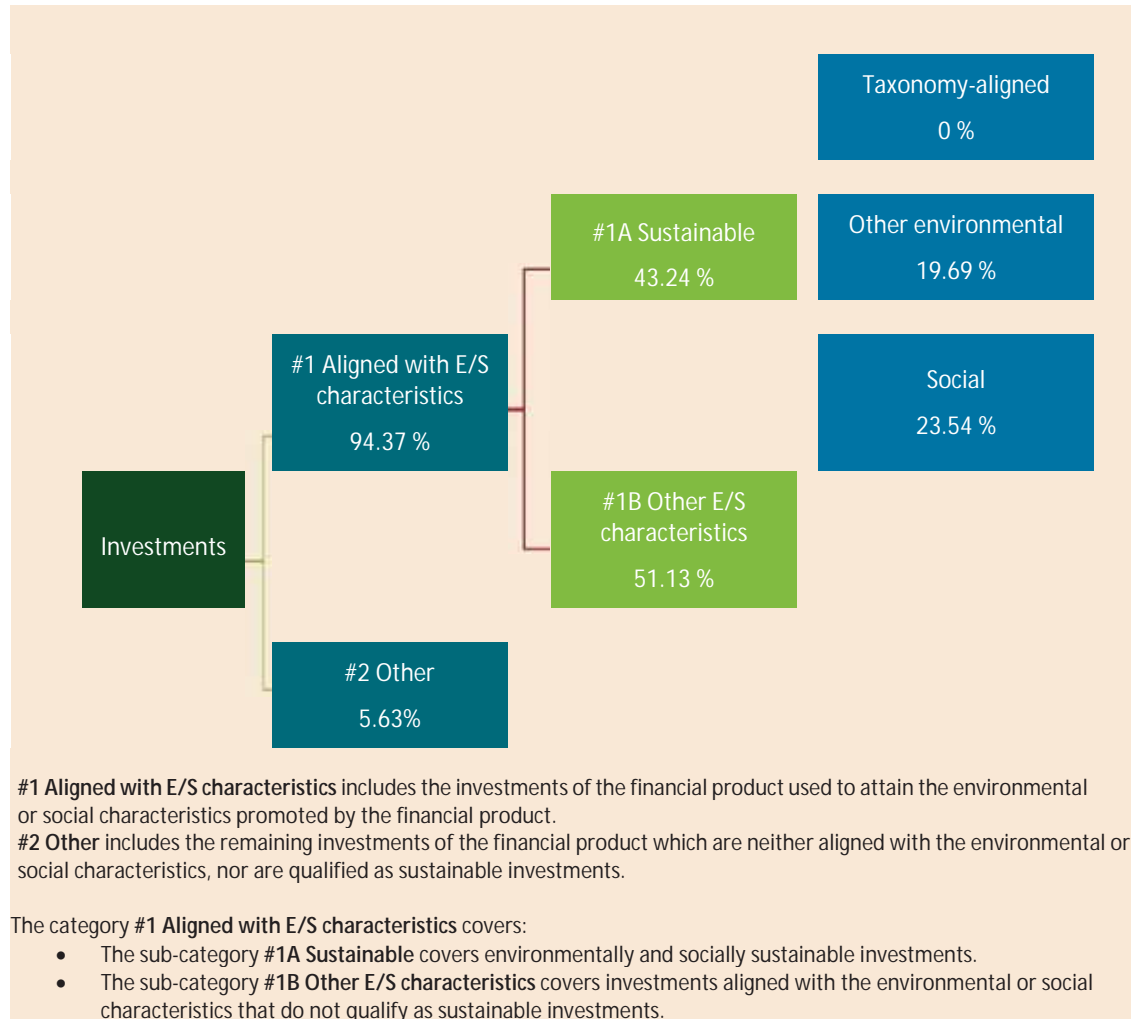 Taxonomy-aligned
0 %
#1A Sustainable
43.24 %
Other environmental
19.69 %
#1 Aligned with E/S
characteristics
94.37 %
Social
23.54 %
Investments
#1B Other E/S
characteristics
51.13 %
#2 Other
5.63%
#1 Aligned with E/S characteristics includes the investments of the financial product used to attain the environmental
or social characteristics promoted by the financial product.
#2 Other includes the remaining investments of the financial product which are neither aligned with the environmental or
social characteristics, nor are qualified as sustainable investments.
The category #1 Aligned with E/S characteristics covers:
• The sub-category #1A Sustainable covers environmentally and socially sustainable investments.
• The sub-category #1B Other E/S characteristics covers investments aligned with the environmental or social
characteristics that do not qualify as sustainable investments.